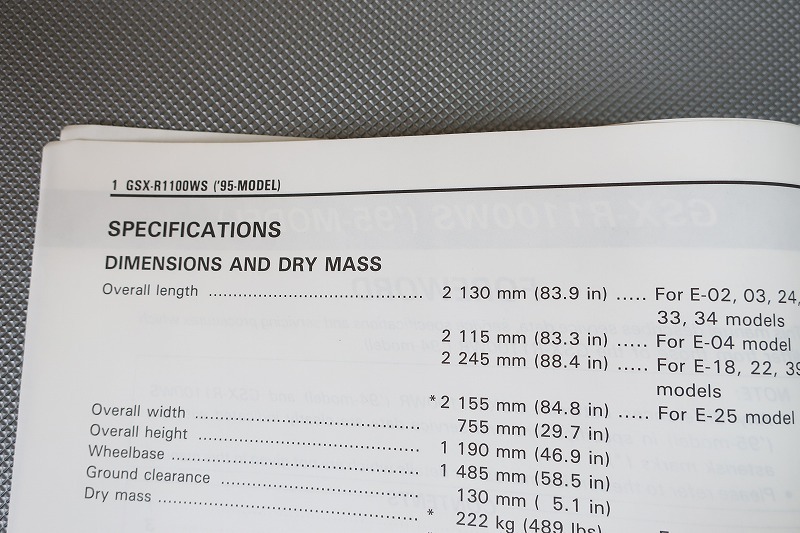 1 GSX-R1100WS ('95-MODEL)
SPECIFICATIONS
DIMENSIONS AND DRY MASS
Overall length .......... 2 130 mm (83.9 in) ..... For E-02, 03, 24,
33, 34 models
2 115 mm (83.3 in) ..... For E-04 model
2 245 mm (88.4 in) ..... For E-18, 22, 39
models
*2 155 mm (84.8 in) ..... For E-25 model
Overall width .......... 755 mm (29.7 in)
Overall height .......... 1 190 mm (46.9 in)
Wheelbase .......... 1 485 mm (58.5 in)
Ground clearance .......... 130 mm ( 5.1 in)
Dry mass .......... * 222 kg (489 lbs)